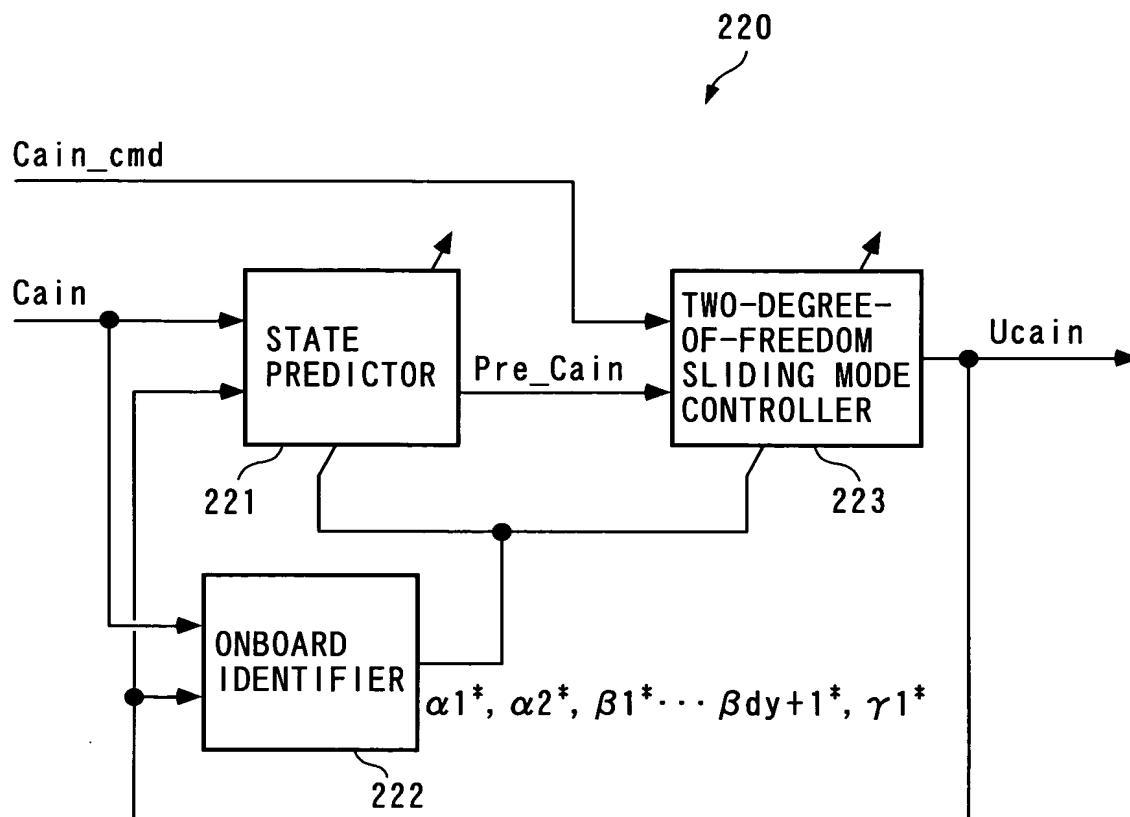 220
Cain_cmd
Cain
STATE
PREDICTOR
Pre_Cain
TWO-DEGREE-
OF-FREEDOM
SLIDING MODE
CONTROLLER
Ucain
221
223
ONBOARD
IDENTIFIER
α1*, α2*, β1*··· βdy+1*, γ1*
222